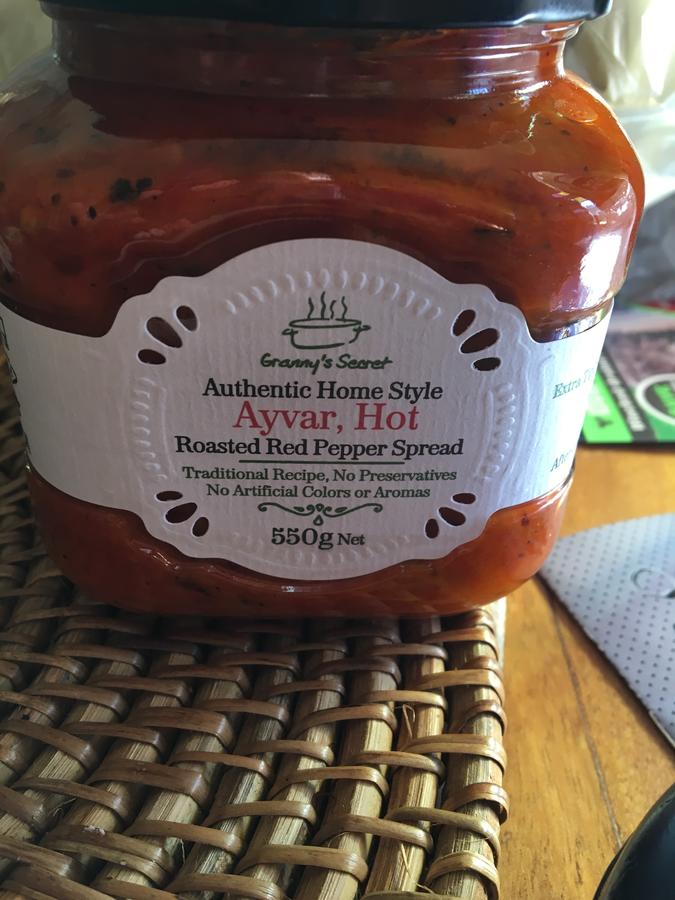 Granny's Secret
Authentic Home Style
Ayvar, Hot
Roasted Red Pepper Spread
Traditional Recipe, No Preservatives
No Artificial Colors or Aromas
550g Net
Extra